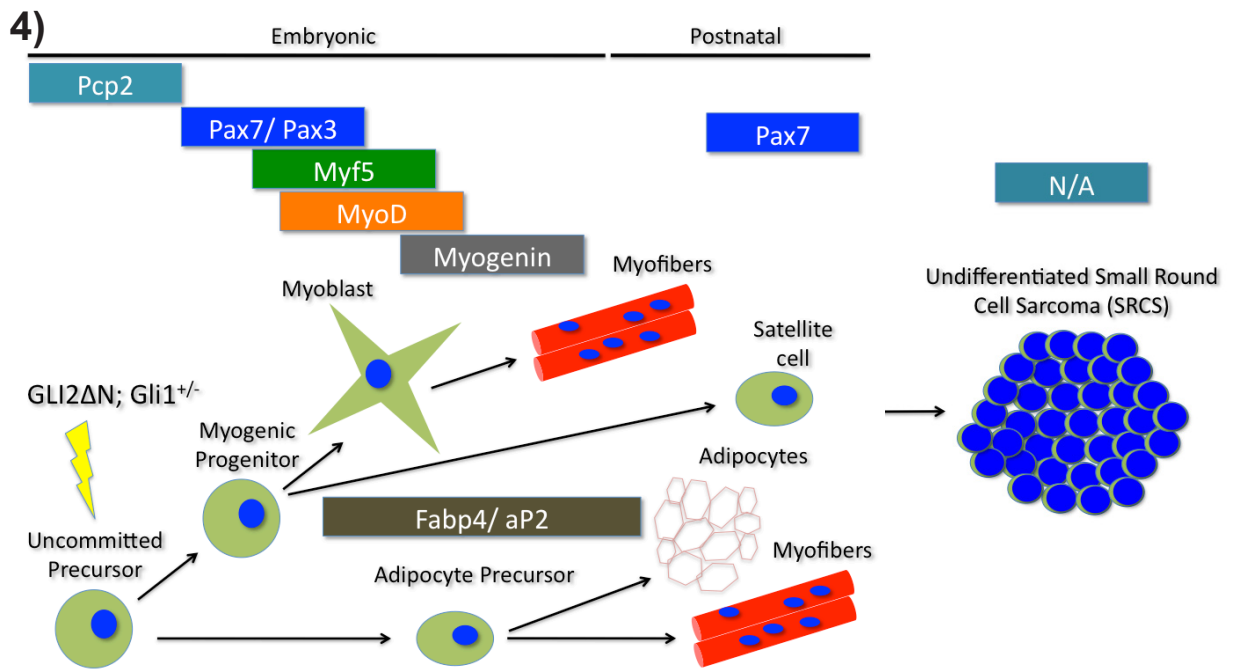 4)
Embryonic
Postnatal
Pcp2
Pax7/ Pax3
Pax7
Myf5
N/A
MyoD
Myogenin
Myofibers
Myoblast
Undifferentiated Small Round
Cell Sarcoma (SRCS)
Satellite
cell
GLI2ΔN; Gli1+/-
Myogenic
Progenitor
Adipocytes
Fabp4/ aP2
Uncommitted
Precursor
Myofibers
Adipocyte Precursor